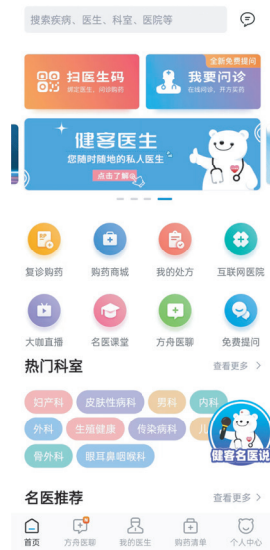 搜索疾病、医生、科室、医院等
扫医生码
绑定医生，问诊购药
全新免费提问
我要问诊
在线问诊，开方买药
健客医生
您随时随地的私人医生
点击了解
复诊购药
购药商城
我的处方
互联网医院
大咖直播
名医课堂
方舟医聊
免费提问
热门科室
查看更多
妇产科
皮肤性病科
男科
内科
外科
生殖健康
传染病科
儿
骨外科
眼耳鼻咽喉科
健客名医说
名医推荐
查看更多
首页
方舟医聊
我的医生
购药清单
个人中心